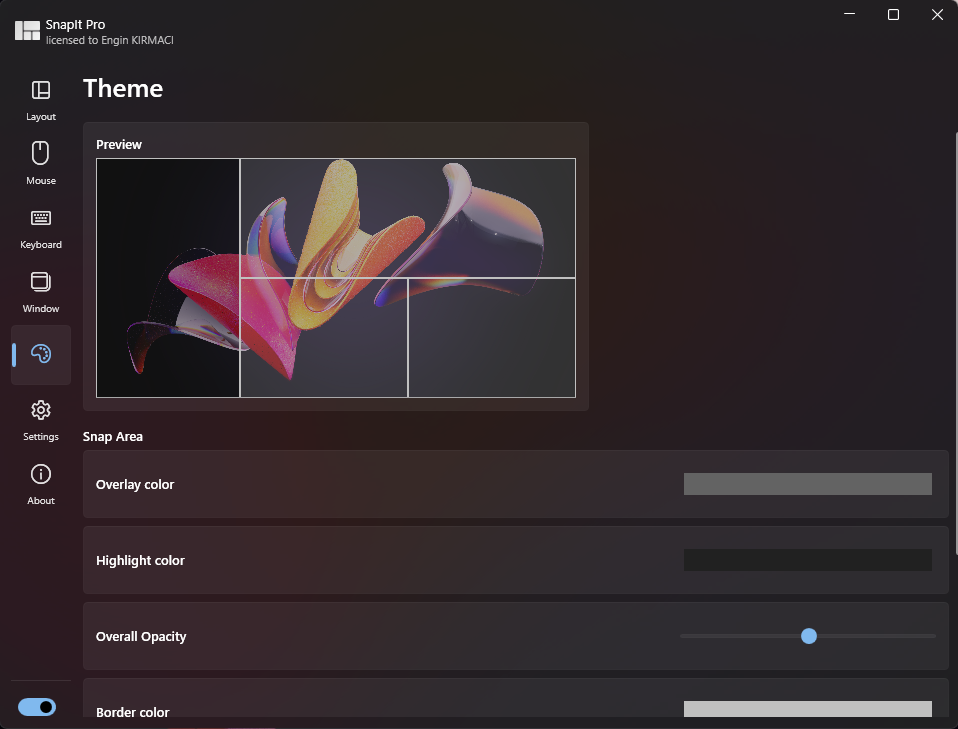 SnapIt Pro
licensed to Engin KIRMACI
Theme
Layout
Mouse
Keyboard
Window
Settings
About
Preview
Snap Area
Overlay color
Highlight color
Overall Opacity
Border color